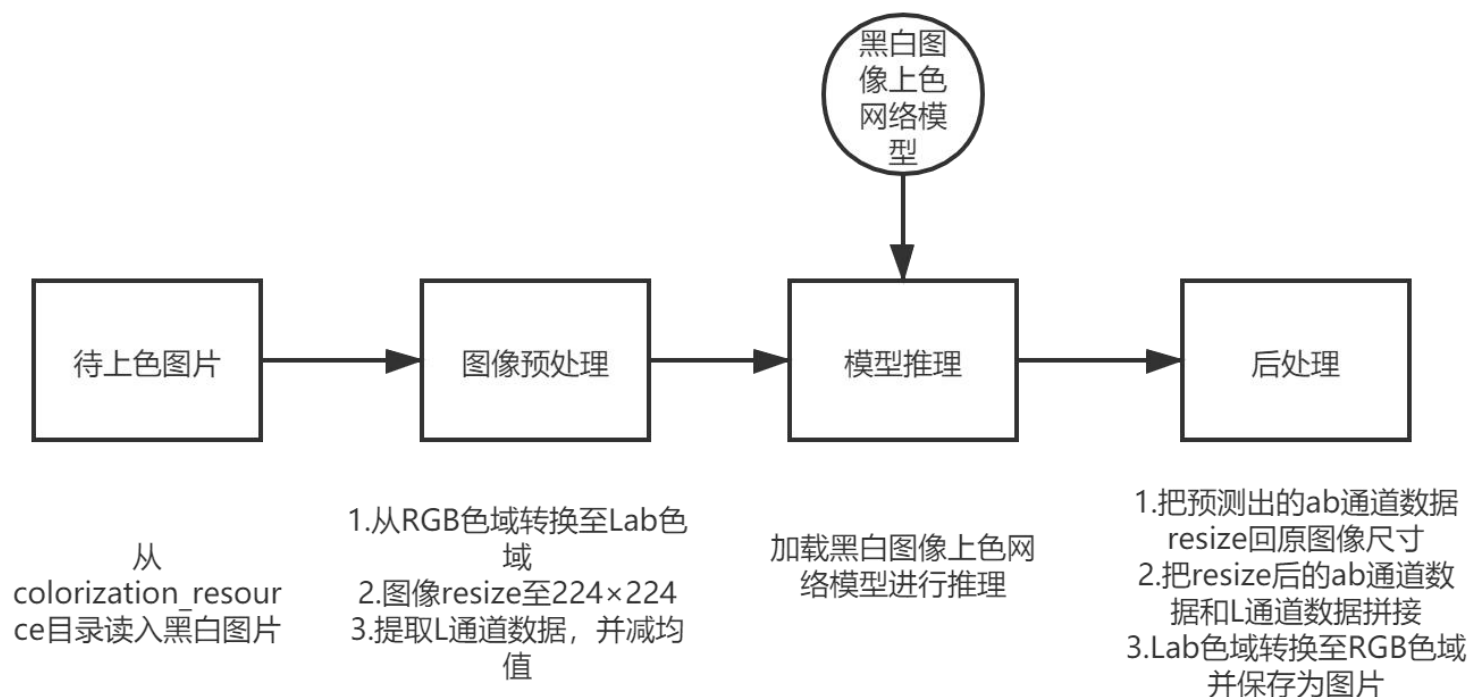 黑白图
像上色
网络模
型
待上色图片
图像预处理
模型推理
后处理
从
colorization_resour
ce目录读入黑白图片
1.从RGB色域转换至Lab色
域
2.图像resize至224×224
3.提取L通道数据，并减均
值
加载黑白图像上色网
络模型进行推理
1.把预测出的ab通道数据
resize回原图像尺寸
2.把resize后的ab通道数
据和L通道数据拼接
3.Lab色域转换至RGB色域
并保存为图片